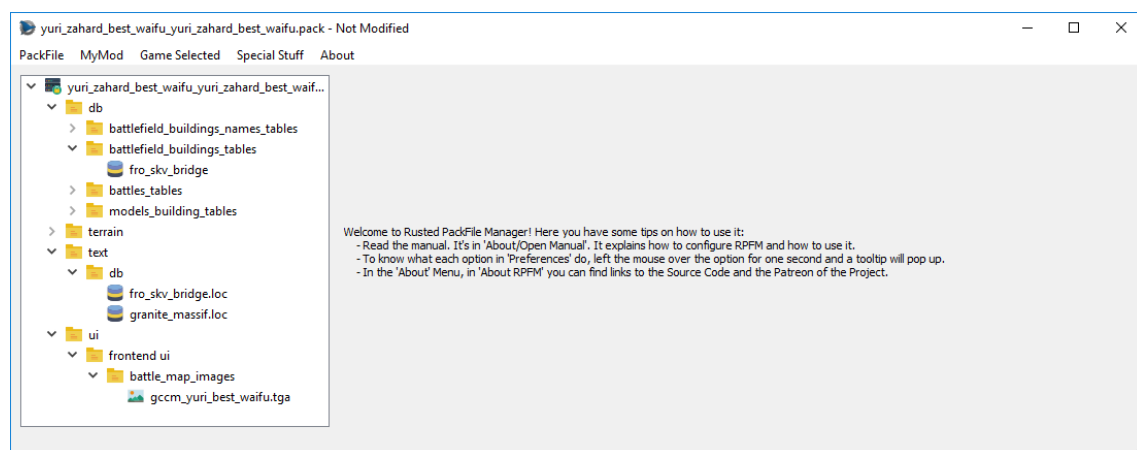 yuri_zahard_best_waifu_yuri_zahard_best_waifu.pack - Not Modified
PackFile MyMod Game Selected Special Stuff About
yuri_zahard_best_waifu_yuri_zahard_best_waif...
db
battlefield_buildings_names_tables
battlefield_buildings_tables
fro_skv_bridge
battles_tables
models_building_tables
terrain
text
db
fro_skv_bridge.loc
granite_massif.loc
ui
frontend ui
battle_map_images
gccm_yuri_best_waifu.tga
Welcome to Rusted PackFile Manager! Here you have some tips on how to use it:
- Read the manual. It's in 'About/Open Manual'. It explains how to configure RPFM and how to use it.
- To know what each option in 'Preferences' do, left the mouse over the option for one second and a tooltip will pop up.
- In the 'About' Menu, in 'About RPFM' you can find links to the Source Code and the Patreon of the Project.